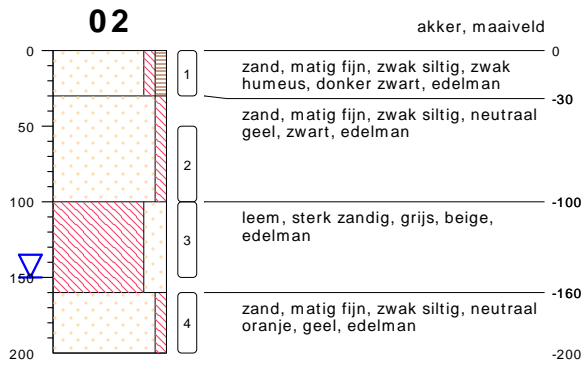 02
akker, maaiveld
0
0
1
zand, matig fijn, zwak siltig, zwak
humeus, donker zwart, edelman
-30
zand, matig fijn, zwak siltig, neutraal
geel, zwart, edelman
50
2
100
-100
leem, sterk zandig, grijs, beige,
edelman
3
150
-160
zand, matig fijn, zwak siltig, neutraal
oranje, geel, edelman
4
200
-200